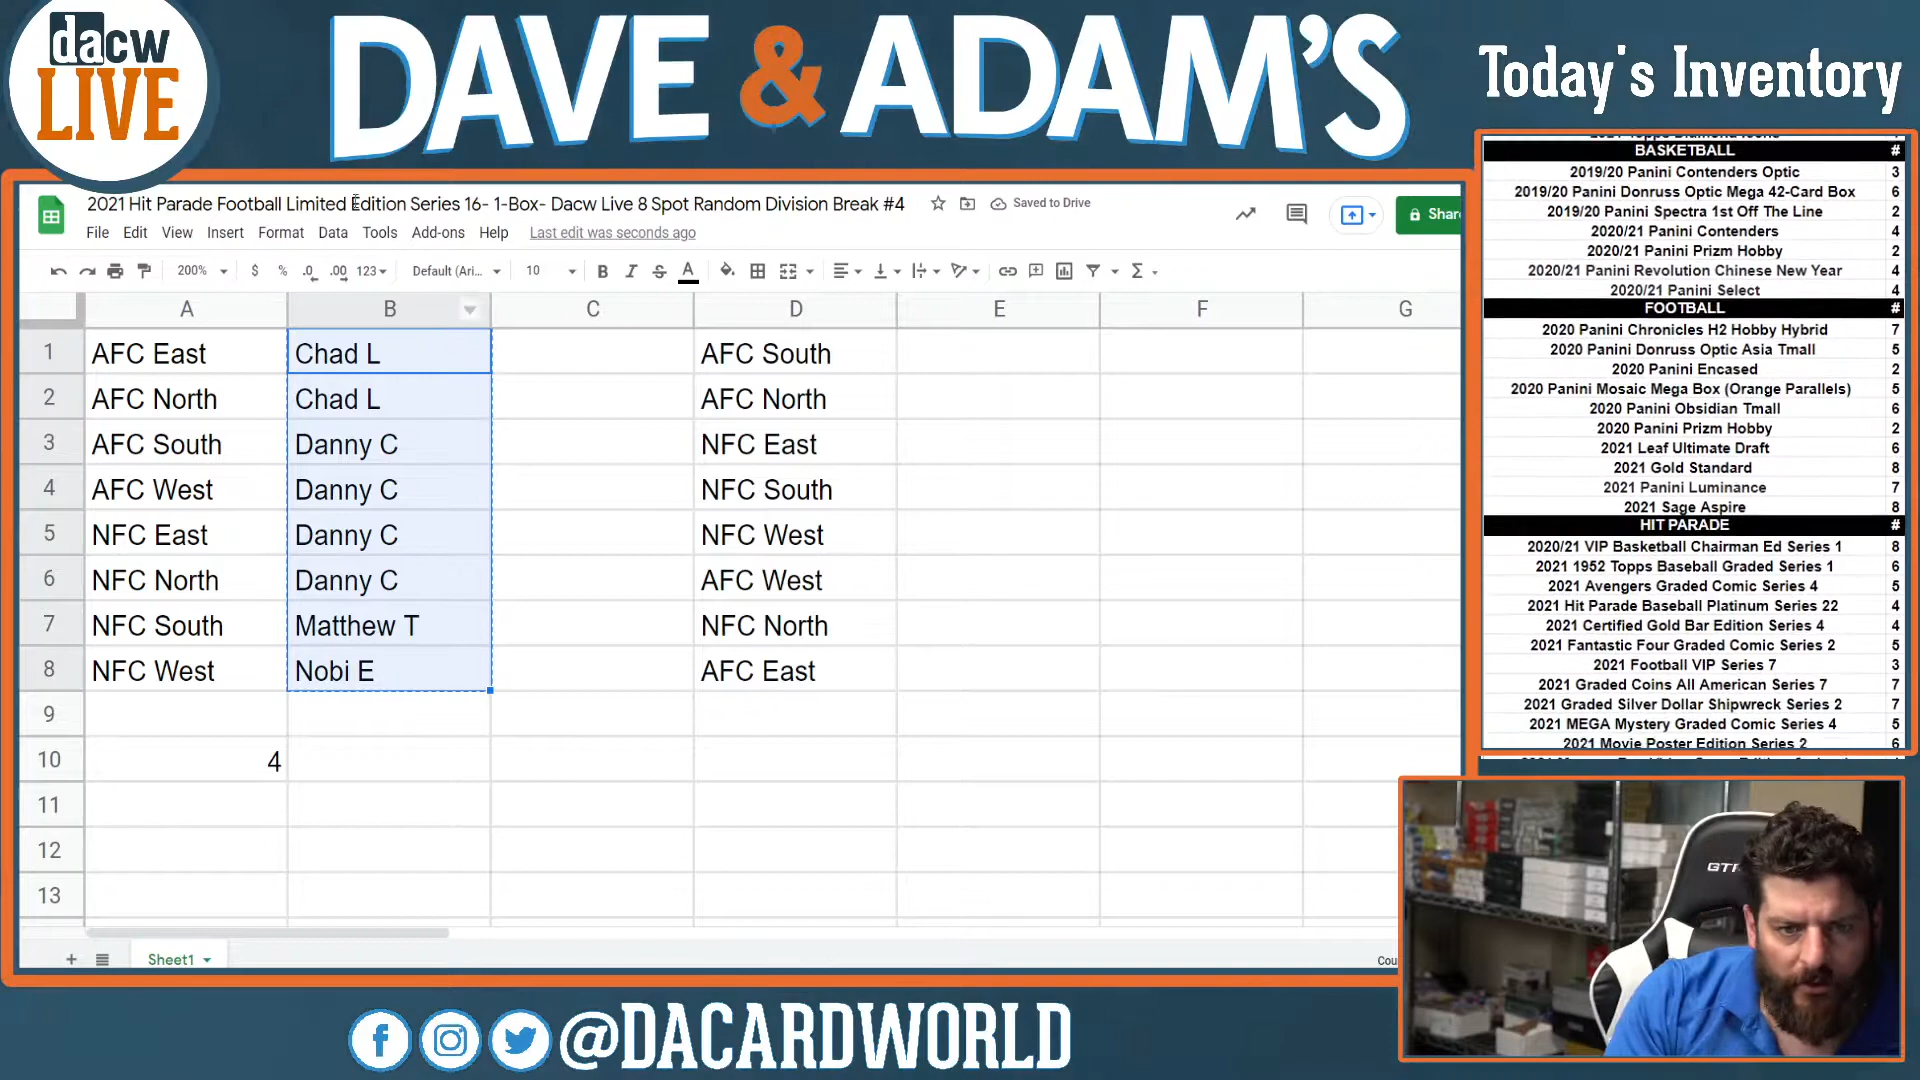 dacw
LIVE
DAVE & ADAM'S
Today's Inventory
2021 Hit Parade Football Limited Edition Series 16- 1-Box- Dacw Live 8 Spot Random Division Break #4
Saved to Drive
Share
File Edit View Insert Format Data Tools Add-ons Help Last edit was seconds ago
200% $ % .0 .00 123 Default (Ari... 10 B I S A Σ
A B C D E F G
1 AFC East Chad L AFC South
2 AFC North Chad L AFC North
3 AFC South Danny C NFC East
4 AFC West Danny C NFC South
5 NFC East Danny C NFC West
6 NFC North Danny C AFC West
7 NFC South Matthew T NFC North
8 NFC West Nobi E AFC East
9
10 4
11
12
13
+ Sheet1
Cou
BASKETBALL #
2019/20 Panini Contenders Optic 3
2019/20 Panini Donruss Optic Mega 42-Card Box 6
2019/20 Panini Spectra 1st Off The Line 2
2020/21 Panini Contenders 4
2020/21 Panini Prizm Hobby 2
2020/21 Panini Revolution Chinese New Year 4
2020/21 Panini Select 4
FOOTBALL #
2020 Panini Chronicles H2 Hobby Hybrid 7
2020 Panini Donruss Optic Asia Tmall 5
2020 Panini Encased 2
2020 Panini Mosaic Mega Box (Orange Parallels) 5
2020 Panini Obsidian Tmall 6
2020 Panini Prizm Hobby 2
2021 Leaf Ultimate Draft 6
2021 Gold Standard 8
2021 Panini Luminance 7
2021 Sage Aspire 8
HIT PARADE #
2020/21 VIP Basketball Chairman Ed Series 1 8
2021 1952 Topps Baseball Graded Series 1 6
2021 Avengers Graded Comic Series 4 5
2021 Hit Parade Baseball Platinum Series 22 4
2021 Certified Gold Bar Edition Series 4 4
2021 Fantastic Four Graded Comic Series 2 5
2021 Football VIP Series 7 3
2021 Graded Coins All American Series 7 7
2021 Graded Silver Dollar Shipwreck Series 2 7
2021 MEGA Mystery Graded Comic Series 4 5
2021 Movie Poster Edition Series 2 6
@DACARDWORLD